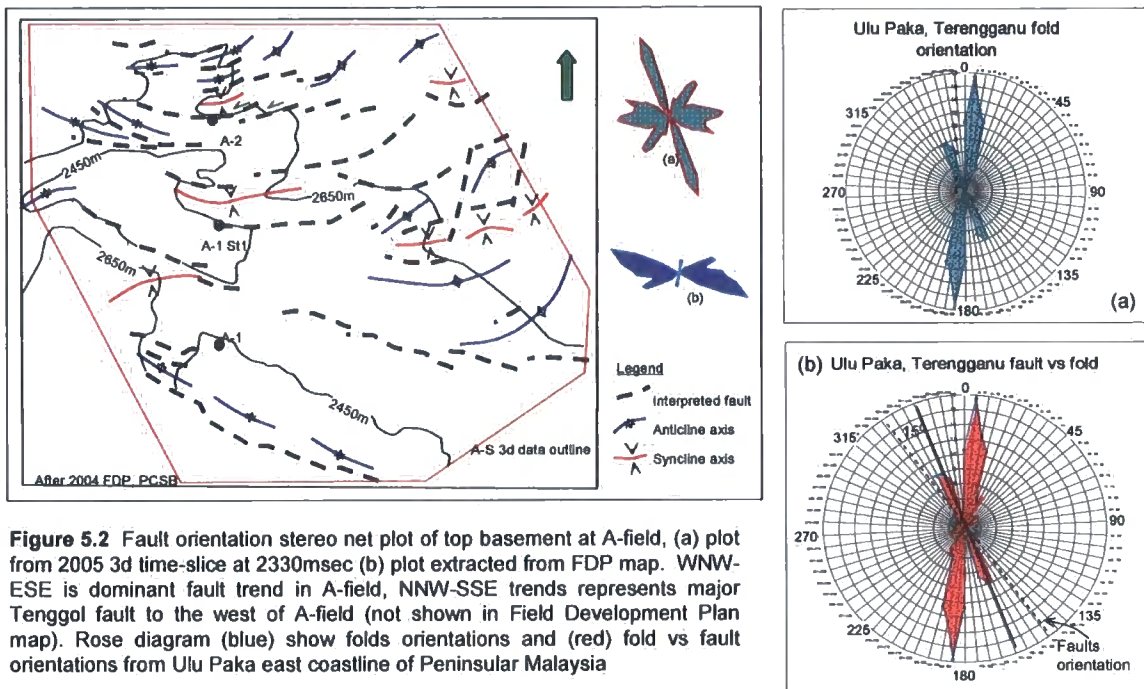 A-2
2450m
2650m
A-1 St1
2650m
A-1
2450m
A-S 3d data outline
After 2004 FDP, PCSB
(a)
(b)
Legend
Interpreted fault
Anticline axis
Syncline axis
Ulu Paka, Terengganu fold
orientation
0
45
90
135
180
225
270
315
(a)
(b) Ulu Paka, Terengganu fault vs fold
0
45
90
135
180
225
270
315
Faults
orientation
Figure 5.2 Fault orientation stereo net plot of top basement at A-field, (a) plot
from 2005 3d time-slice at 2330msec (b) plot extracted from FDP map. WNW-
ESE is dominant fault trend in A-field, NNW-SSE trends represents major
Tenggol fault to the west of A-field (not shown in Field Development Plan
map). Rose diagram (blue) show folds orientations and (red) fold vs fault
orientations from Ulu Paka east coastline of Peninsular Malaysia